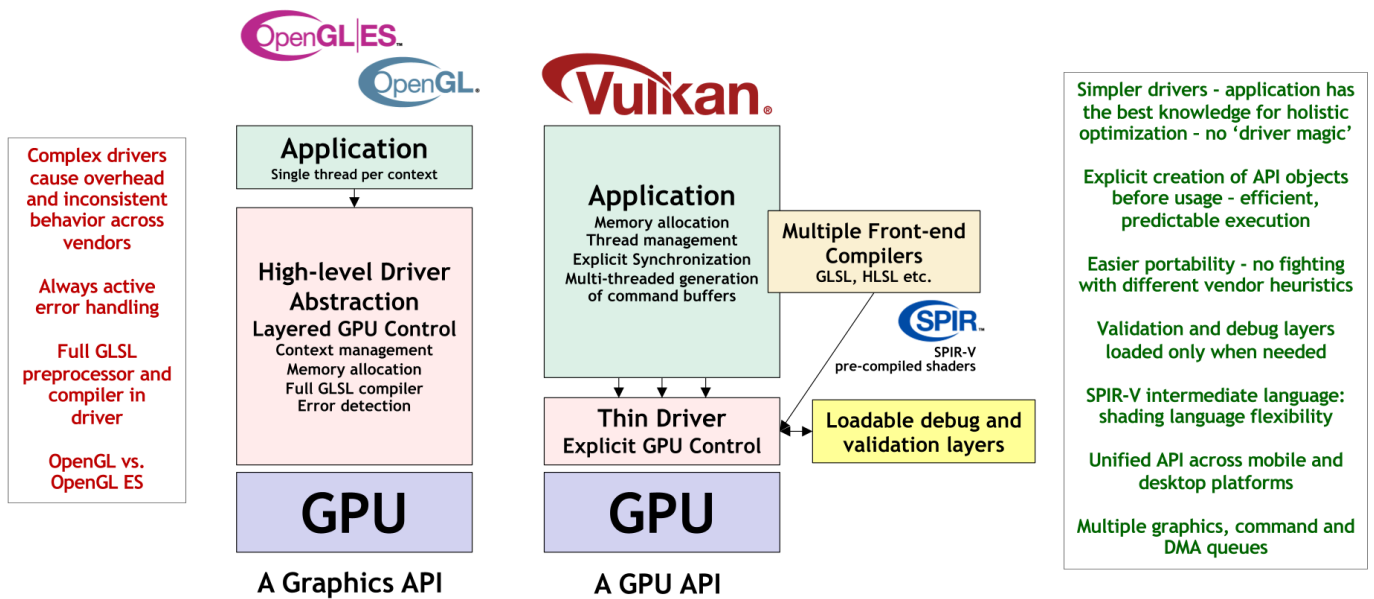 OpenGL|ES™
OpenGL.
Vulkan®
Complex drivers
cause overhead
and inconsistent
behavior across
vendors
Always active
error handling
Full GLSL
preprocessor and
compiler in
driver
OpenGL vs.
OpenGL ES
Application
Single thread per context
High-level Driver
Abstraction
Layered GPU Control
Context management
Memory allocation
Full GLSL compiler
Error detection
GPU
A Graphics API
Application
Memory allocation
Thread management
Explicit Synchronization
Multi-threaded generation
of command buffers
Multiple Front-end
Compilers
GLSL, HLSL etc.
SPIR™
SPIR-V
pre-compiled shaders
Thin Driver
Explicit GPU Control
Loadable debug and
validation layers
GPU
A GPU API
Simpler drivers - application has
the best knowledge for holistic
optimization – no ‘driver magic’
Explicit creation of API objects
before usage – efficient,
predictable execution
Easier portability - no fighting
with different vendor heuristics
Validation and debug layers
loaded only when needed
SPIR-V intermediate language:
shading language flexibility
Unified API across mobile and
desktop platforms
Multiple graphics, command and
DMA queues